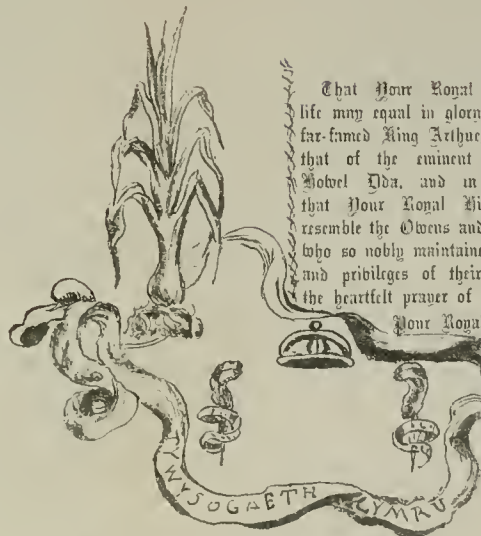 That Your Royal
life may equal in glory
far-famed King Arthur
that of the eminent
Howel Dda, and in
that Your Royal Hi
resemble the Owens and
who so nobly maintaine
and privileges of their
the heartfelt prayer of
Your Roya
TYWYSOGAETH CYMRU